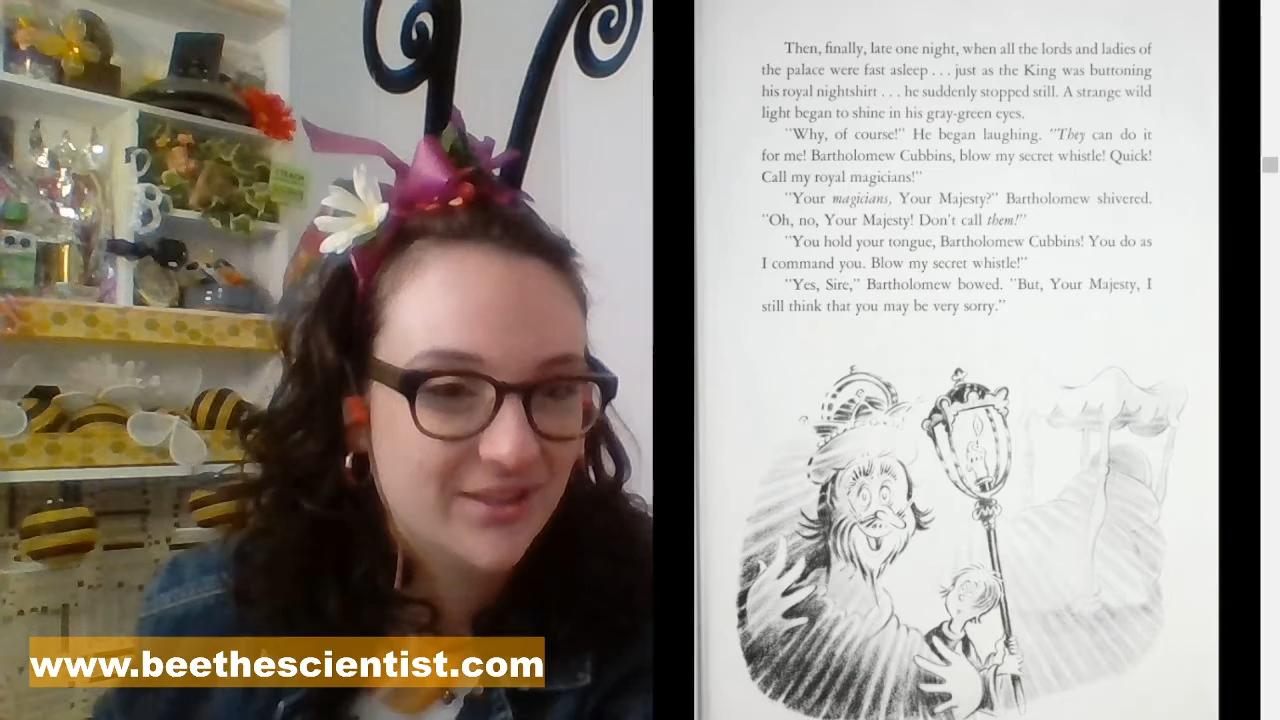 Then, finally, late one night, when all the lords and ladies of
the palace were fast asleep . . . just as the King was buttoning
his royal nightshirt . . . he suddenly stopped still. A strange wild
light began to shine in his gray-green eyes.
"Why, of course!" He began laughing. "They can do it
for me! Bartholomew Cubbins, blow my secret whistle! Quick!
Call my royal magicians!"
"Your magicians, Your Majesty?" Bartholomew shivered.
"Oh, no, Your Majesty! Don't call them!"
"You hold your tongue, Bartholomew Cubbins! You do as
I command you. Blow my secret whistle!"
"Yes, Sire," Bartholomew bowed. "But, Your Majesty, I
still think that you may be very sorry."
www.beethescientist.com